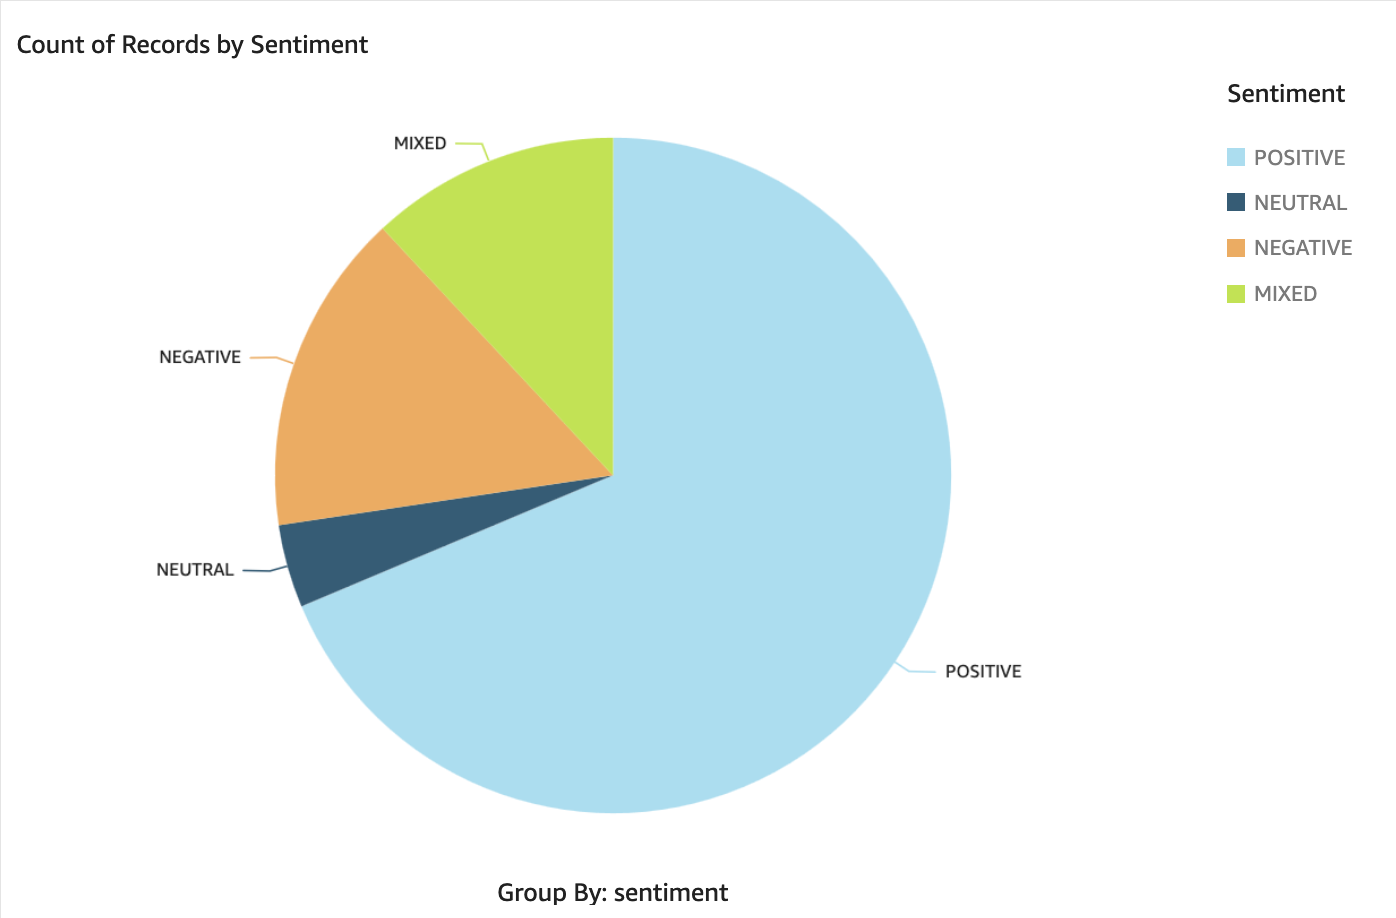 Count of Records by Sentiment
Sentiment
POSITIVE
NEUTRAL
NEGATIVE
MIXED
MIXED
NEGATIVE
NEUTRAL
POSITIVE
Group By: sentiment